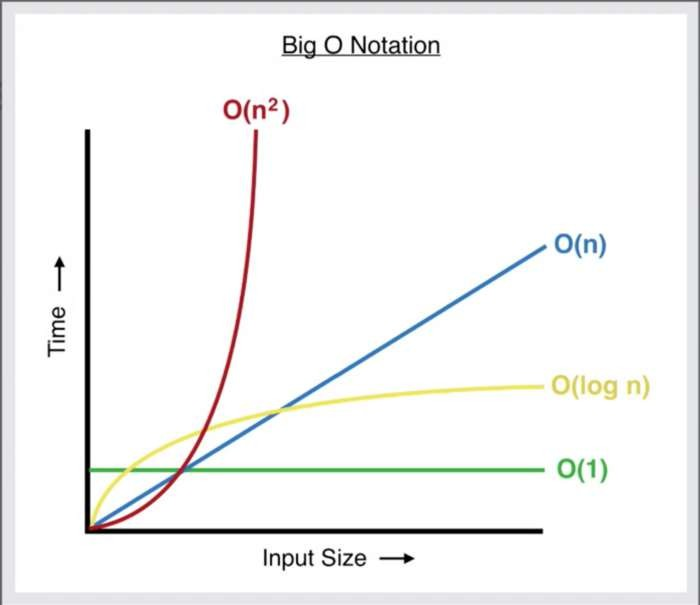 Big O Notation
O(n²)
O(n)
Time →
O(log n)
O(1)
Input Size →